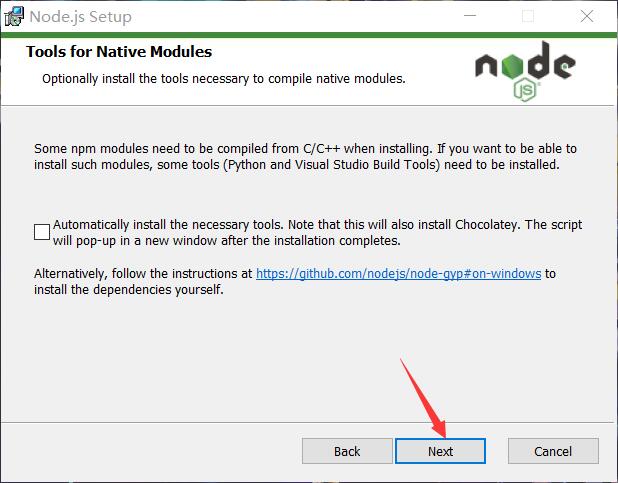 Node.js Setup
Tools for Native Modules
Optionally install the tools necessary to compile native modules.
node
JS
Some npm modules need to be compiled from C/C++ when installing. If you want to be able to
install such modules, some tools (Python and Visual Studio Build Tools) need to be installed.
Automatically install the necessary tools. Note that this will also install Chocolatey. The script
will pop-up in a new window after the installation completes.
Alternatively, follow the instructions at https://github.com/nodejs/node-gyp#on-windows to
install the dependencies yourself.
Back
Next
Cancel